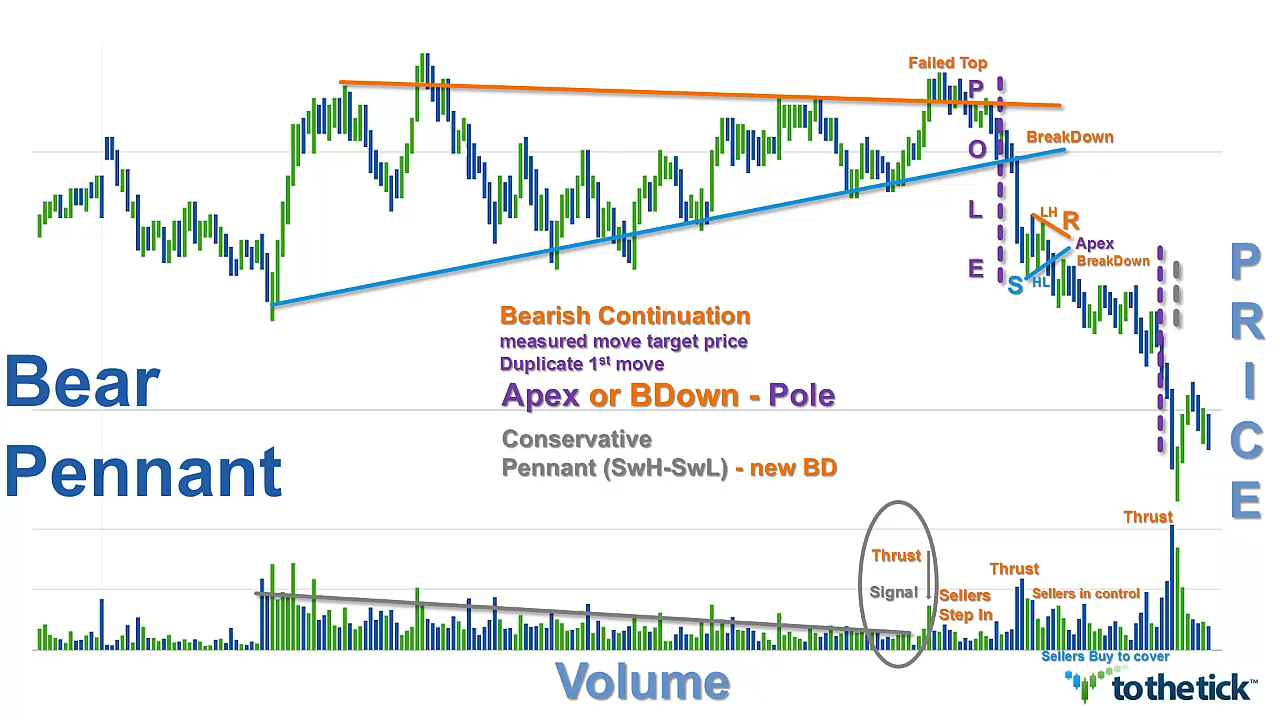 Failed Top
P
O
L
E
BreakDown
LH R
Apex
BreakDown
S HL
P
R
I
C
E
Bearish Continuation
measured move target price
Duplicate 1st move
Apex or BDown - Pole
Conservative
Pennant (SwH-SwL) - new BD
Bear
Pennant
Thrust
Signal
Sellers
Step In
Thrust
Sellers in control
Thrust
Sellers Buy to cover
Volume
tothetick™